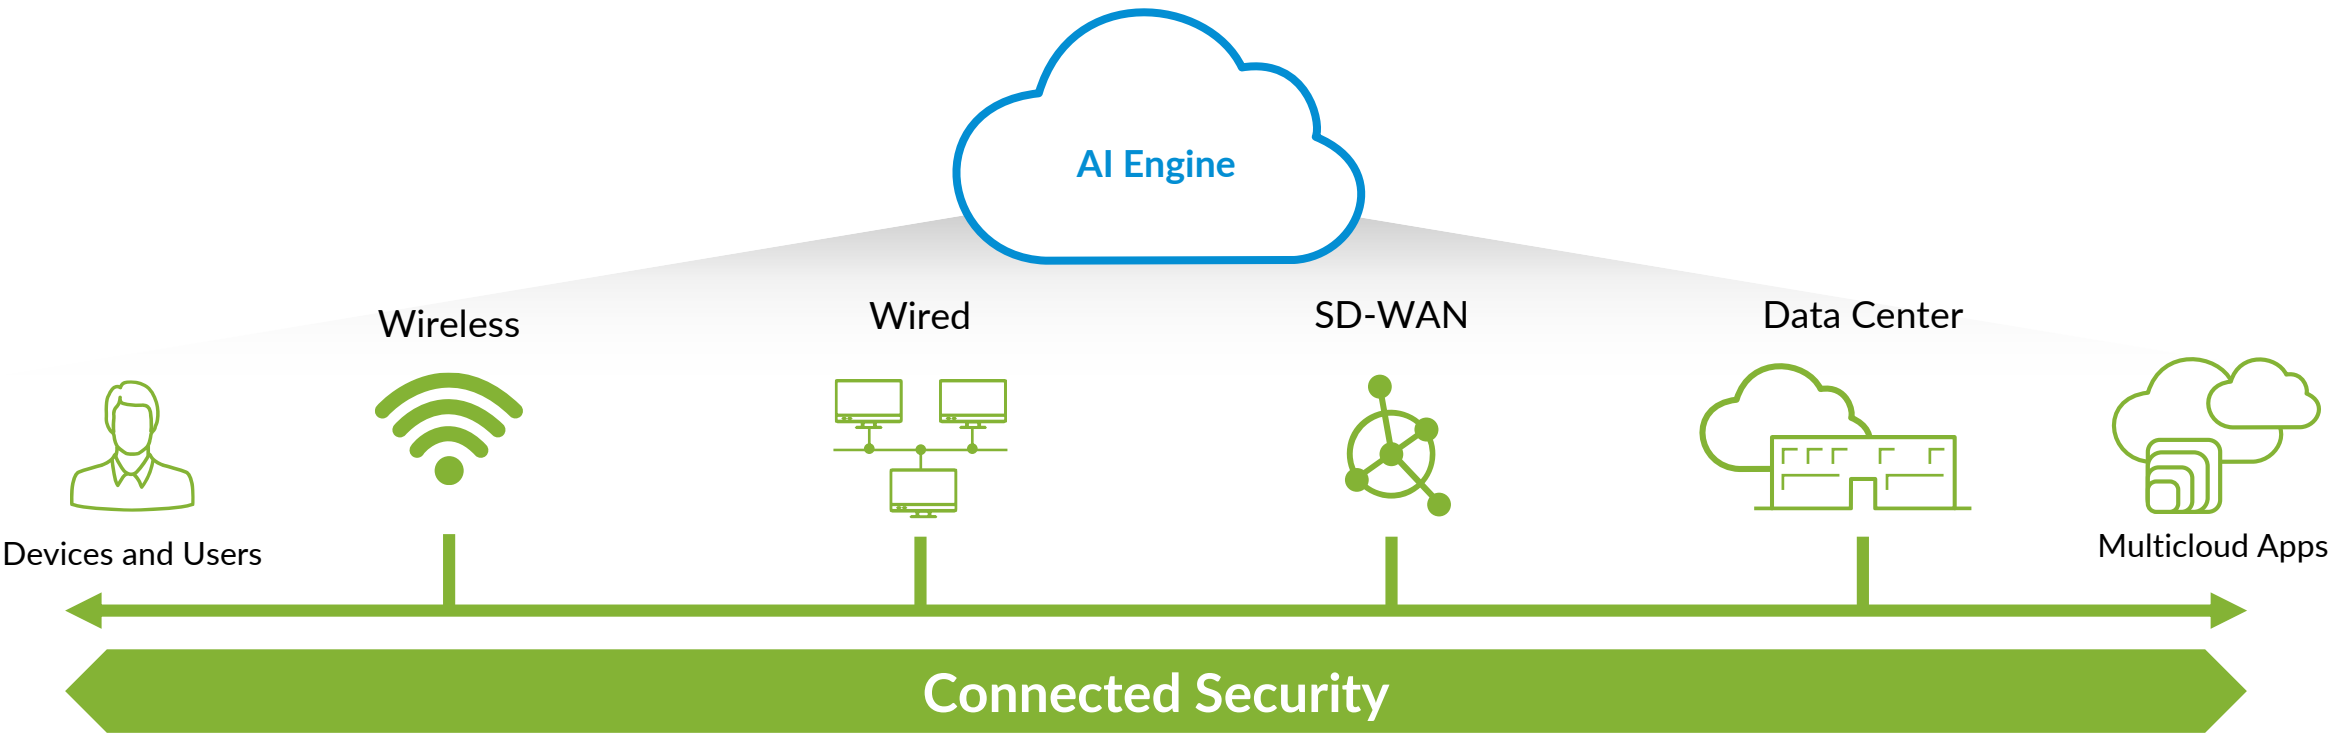 AI Engine
Wireless
Wired
SD-WAN
Data Center
Devices and Users
Multicloud Apps
Connected Security